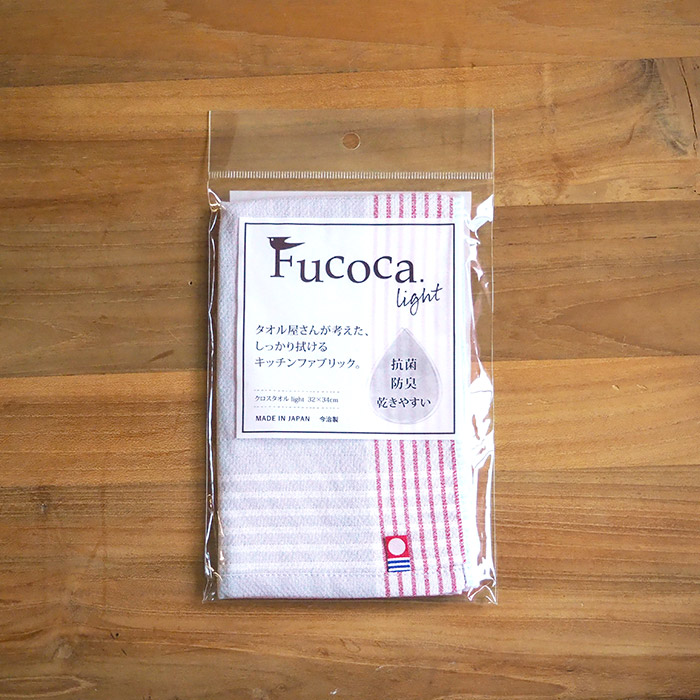 Fucoca.
light
タオル屋さんが考えた、
しっかり拭ける
キッチンファブリック。
抗菌
防臭
乾きやすい
クロスタオル light 32×34cm
MADE IN JAPAN 今治製